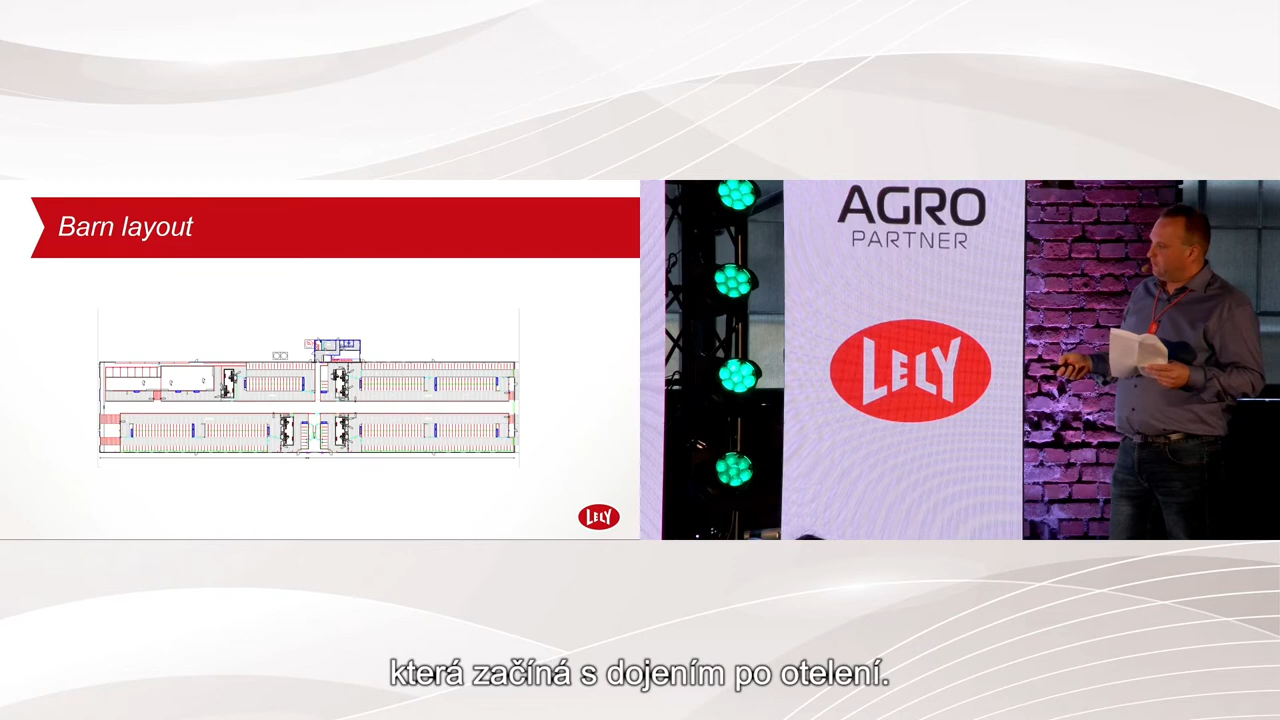 Barn layout
LELY
AGRO
PARTNER
LELY
která začíná s dojením po otelení.